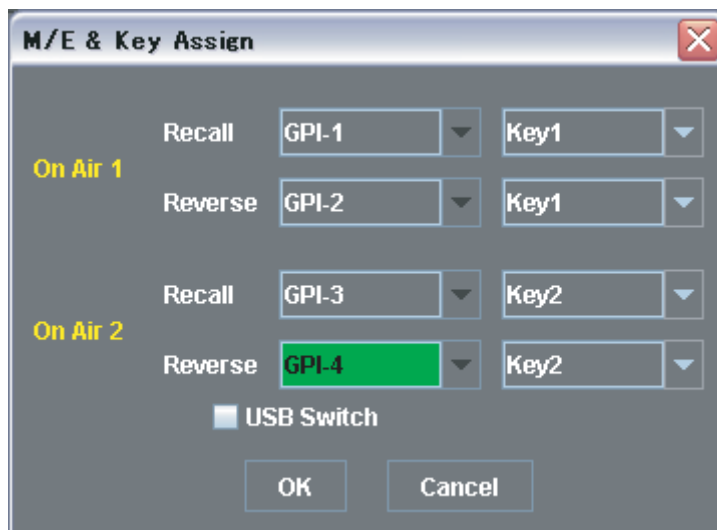 M/E & Key Assign
On Air 1
Recall GPI-1 Key1
Reverse GPI-2 Key1
On Air 2
Recall GPI-3 Key2
Reverse GPI-4 Key2
USB Switch
OK Cancel